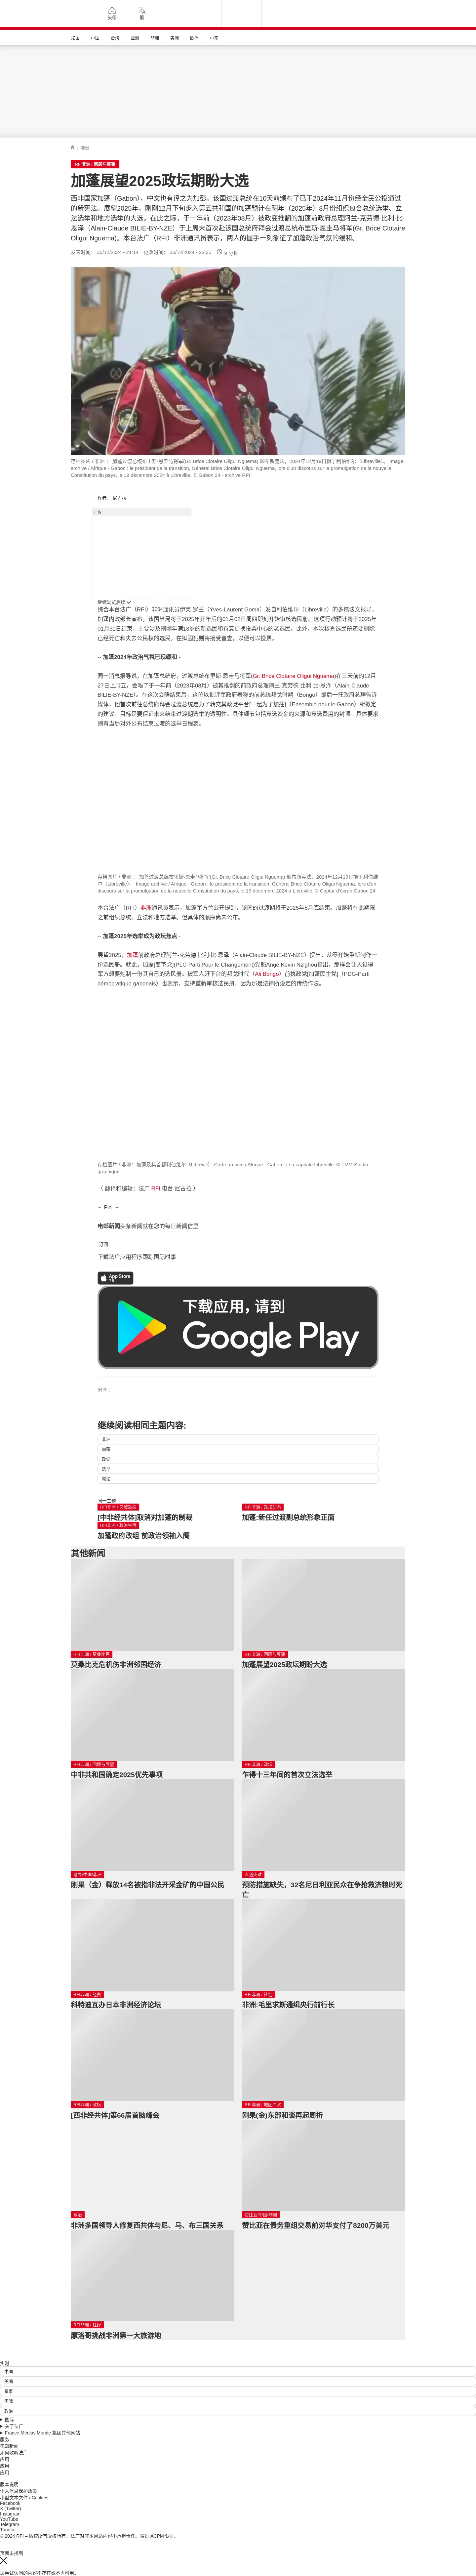 头条
繁
法国
中国
台海
亚洲
非洲
美洲
欧洲
中东
/ 非洲
RFI非洲 / 回顾与展望
加蓬展望2025政坛期盼大选
西非国家加蓬（Gabon），中文也有译之为加彭。该国过渡总统在10天前颁布了已于2024年11月份经全民公投通过的新宪法。展望2025年，刚刚12月下旬步入第五共和国的加蓬预计在明年（2025年）8月份组织包含总统选举、立法选举和地方选举的大选。在此之际，于一年前（2023年08月）被政变推翻的加蓬前政府总理阿兰·克劳德·比利·比·恩泽（Alain-Claude BILIE-BY-NZE）于上周末首次赴该国总统府拜会过渡总统布里斯·恩圭马将军(Gr. Brice Clotaire Oligui Nguema)。本台法广（RFI）非洲通讯员表示，两人的握手一刻象征了加蓬政治气氛的缓和。
发表时间： 30/12/2024 - 21:14 更改时间： 30/12/2024 - 23:35 9 分钟
存档图片 / 非洲 ： 加蓬过渡总统布里斯·恩圭马将军(Gr. Brice Clotaire Oligui Nguema) 颁布新宪法，2024年12月19日摄于利伯维尔（Libreville）。 Image archive / Afrique - Gabon : le président de la transition, Général Brice Clotaire Oligui Nguema, lors d'un discours sur la promulgation de la nouvelle Constitution du pays, le 19 décembre 2024 à Libreville. © Gabon 24 - archive RFI
作者： 尼古拉
广告
继续浏览后续
综合本台法广（RFI）非洲通讯员伊芙·罗兰（Yves-Laurent Goma）发自利伯维尔（Libreville）的多篇法文报导，加蓬内政部长宣布，该国当局将于2025年开年后的01月02日周四即刻开始审核选民册。这项行动预计将于2025年01月31日结束，主要涉及刚刚年满18岁的新选民和有意更换投票中心的老选民。此外，本次核查选民册还要剔除已经死亡和失去公民权的选民。在狱囚犯则将接受普查，以便可以投票。
-- 加蓬2024年政治气氛已现缓和 -
同一消息报导说，在加蓬总统府，过渡总统布里斯·恩圭马将军(Gr. Brice Clotaire Oligui Nguema)在三天前的12月27日上周五，会晤了于一年前（2023年08月）被其推翻的前政府总理阿兰·克劳德·比利·比·恩泽（Alain-Claude BILIE-BY-NZE）。在这次会晤结束后，这位以批评军政府著称的前总统邦戈时期（Bongo）最后一任政府总理告诉媒体，他首次前往总统府拜会过渡总统是为了转交其政党平台[一起为了加蓬]（Ensemble pour le Gabon）所拟定的建议，目标是要保证未来结束过渡期选举的透明性。具体细节包括竞选资金的来源和竞选费用的封顶。具体要求则有当局对外公布结束过渡的选举日程表。
存档图片 / 非洲 ： 加蓬过渡总统布里斯·恩圭马将军(Gr. Brice Clotaire Oligui Nguema) 颁布新宪法，2024年12月19日摄于利伯维尔（Libreville）。 Image archive / Afrique - Gabon : le président de la transition, Général Brice Clotaire Oligui Nguema, lors d'un discours sur la promulgation de la nouvelle Constitution du pays, le 19 décembre 2024 à Libreville. © Captur d'écran Gabon 24
本台法广（RFI）非洲通讯员表示，加蓬军方曾公开提到，该国的过渡期将于2025年8月底结束。加蓬将在此期限之前组织总统、立法和地方选举。但具体的顺序尚未公布。
-- 加蓬2025年选举成为政坛焦点 -
展望2025，加蓬前政府总理阿兰·克劳德·比利·比·恩泽（Alain-Claude BILIE-BY-NZE）提出，从零开始重新制作一份选民册。就此，加蓬[变革党](PLC-Parti Pour le Changement)党魁Ange Kevin Nzighou指出，那样会让人觉得军方想要炮制一份其自己的选民册。被军人赶下台的邦戈时代（Ali Bongo）前执政党[加蓬民主党]（PDG-Parti démocratique gabonais）也表示，支持重新审核选民册，因为那是法律所设定的传统作法。
存档图片 / 非洲：加蓬及其首都利伯维尔（Libreville） Carte archive / Afrique : Gabon et sa capitale Libreville. © FMM Studio graphique
（ 翻译和编辑：法广 RFI 电台 尼古拉 ）
~. Fin .~
电邮新闻头条新闻就在您的每日新闻信里
订阅
下载法广应用程序跟踪国际时事
App Store
下载应用，请到
Google Play
分享 :
继续阅读相同主题内容:
非洲
加蓬
政党
选举
宪法
同一主题
RFI非洲 / 区域动态
[中非经共体]取消对加蓬的制裁
RFI非洲 / 政坛动态
加蓬:新任过渡副总统形象正面
RFI非洲 / 政治生活
加蓬政府改组 前政治领袖入阁
其他新闻
RFI非洲 / 莫桑比克
莫桑比克危机伤非洲邻国经济
RFI非洲 / 回顾与展望
加蓬展望2025政坛期盼大选
RFI非洲 / 回顾与展望
中非共和国确定2025优先事项
RFI非洲 / 政坛
乍得十三年间的首次立法选举
刚果/中国/非洲
刚果（金）释放14名被指非法开采金矿的中国公民
人道灾难
预防措施缺失，32名尼日利亚民众在争抢救济粮时死亡
RFI非洲 / 经贸
科特迪瓦办日本非洲经济论坛
RFI非洲 / 社经
非洲:毛里求斯通缉央行前行长
RFI非洲 / 政坛
[西非经共体]第66届首脑峰会
RFI非洲 / 地区冲突
刚果(金)东部和谈再起周折
政治
非洲多国领导人修复西共体与尼、马、布三国关系
赞比亚/中国/非洲
赞比亚在债务重组交易前对华支付了8200万美元
RFI非洲 / 社经
摩洛哥挑战非洲第一大旅游地
实时
中国
美国
军事
国际
政治
国际
关于法广
France Médias Monde 集团其他网站
服务
电邮新闻
如何收听法广
应用
应用
应用
版本说明
个人信息保护政策
小型文本文件 / Cookies
Facebook
X (Twitter)
Instagram
YouTube
Telegram
TuneIn
© 2024 RFI – 版权所有版权所有。法广对非本网站内容不承担责任。通过 ACPM 认证。
页面未找到
您尝试访问的内容不存在或不再可用。